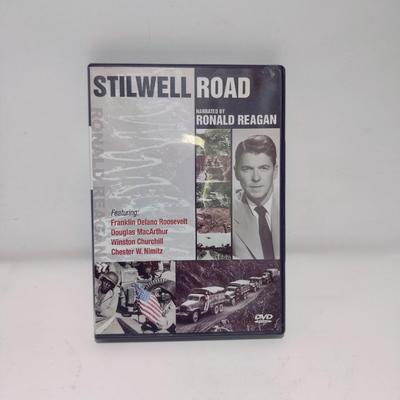 STILWELL ROAD
NARRATED BY
RONALD REAGAN
RONALD REAGAN
Featuring:
Franklin Delano Roosevelt
Douglas MacArthur
Winston Churchill
Chester W. Nimitz
DVD